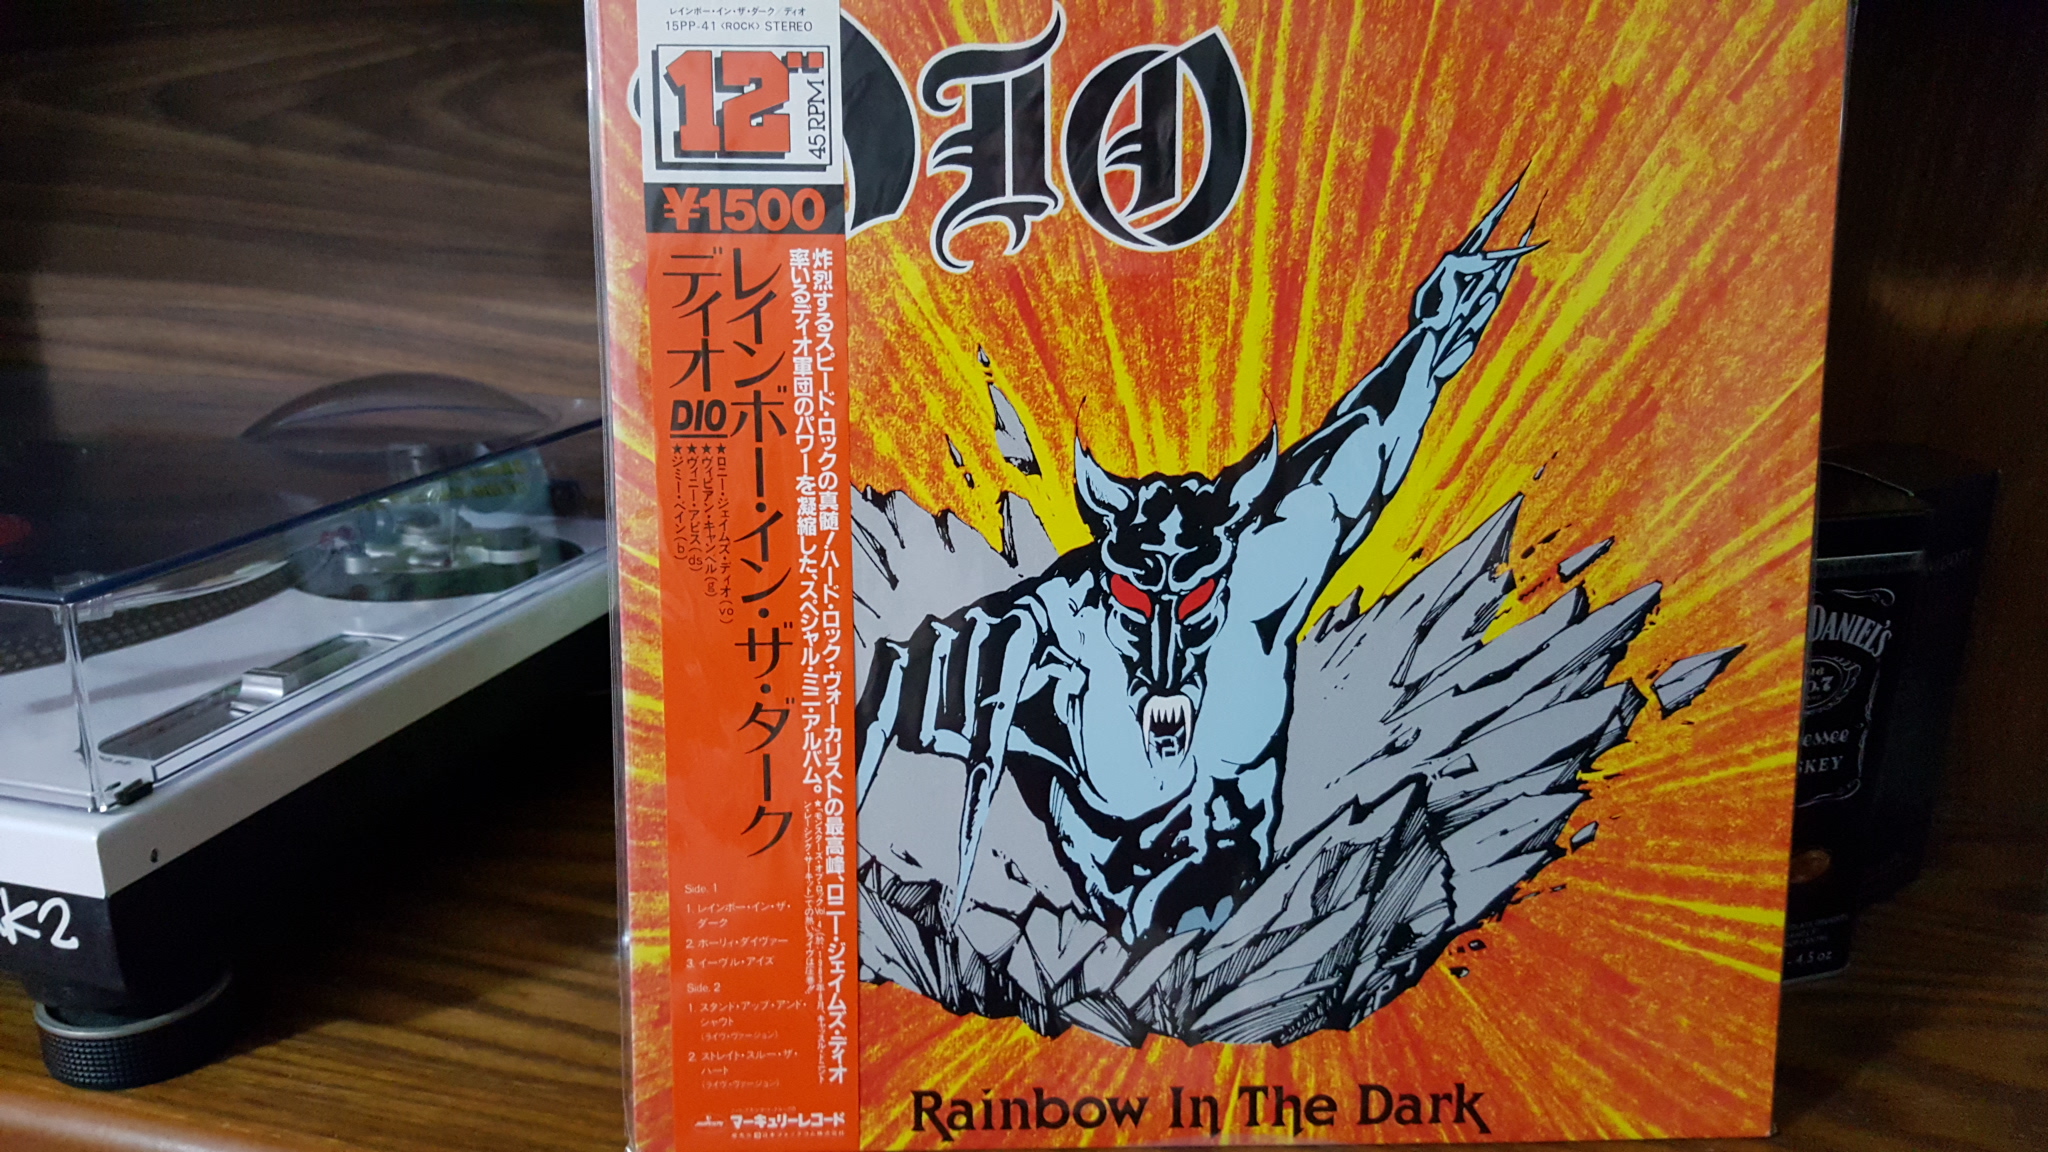 レインボー・イン・ザ・ダーク/ディオ
15PP-41 <ROCK> STEREO
12"
45 RPM
¥1500
DIO
炸烈するスピード・ロックの真髄!ハード・ロック・ヴォーカリストの最高峰、ロニー・ジェイムズ・ディオ
率いるディオ軍団のパワーを凝縮した、スペシャル・ミニ・アルバム。
レインボー・イン・ザ・ダーク
ディオ
DIO
★ロニー・ジェイムズ・ディオ(vo)
★ヴィビアン・キャンベル(g)
★ヴィニー・アピス(ds)
★ジミー・ベイン(b)
Side. 1
1. レインボー・イン・ザ・
ダーク
2. ホーリィ・ダイヴァー
3. イーヴル・アイズ
Side. 2
1. スタンド・アップ・アンド・
シャウト
(ライヴ・ヴァージョン)
2. ストレイト・スルー・ザ・
ハート
(ライヴ・ヴァージョン)
マーキュリーレコード
Rainbow In The Dark
K2
DANIEL'S
KEY